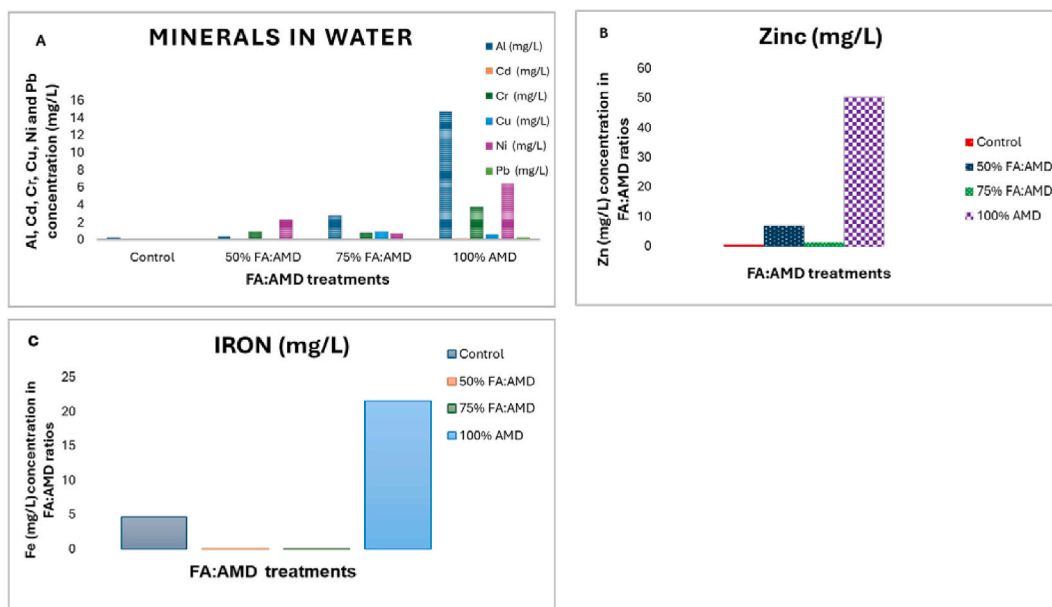 A
MINERALS IN WATER
Al, Cd, Cr, Cu, Ni and Pb
concentration (mg/L)
16
14
12
10
8
6
4
2
0
Control
50% FA:AMD
75% FA:AMD
100% AMD
FA:AMD treatments
Al (mg/L)
Cd (mg/L)
Cr (mg/L)
Cu (mg/L)
Ni (mg/L)
Pb (mg/L)
B
Zinc (mg/L)
Zn (mg/L) concentration in
FA:AMD ratios
60
50
40
30
20
10
0
FA:AMD treatments
Control
50% FA:AMD
75% FA:AMD
100% AMD
C
IRON (mg/L)
Fe (mg/L) concentration in
FA:AMD ratios
25
20
15
10
5
0
FA:AMD treatments
Control
50% FA:AMD
75% FA:AMD
100% AMD